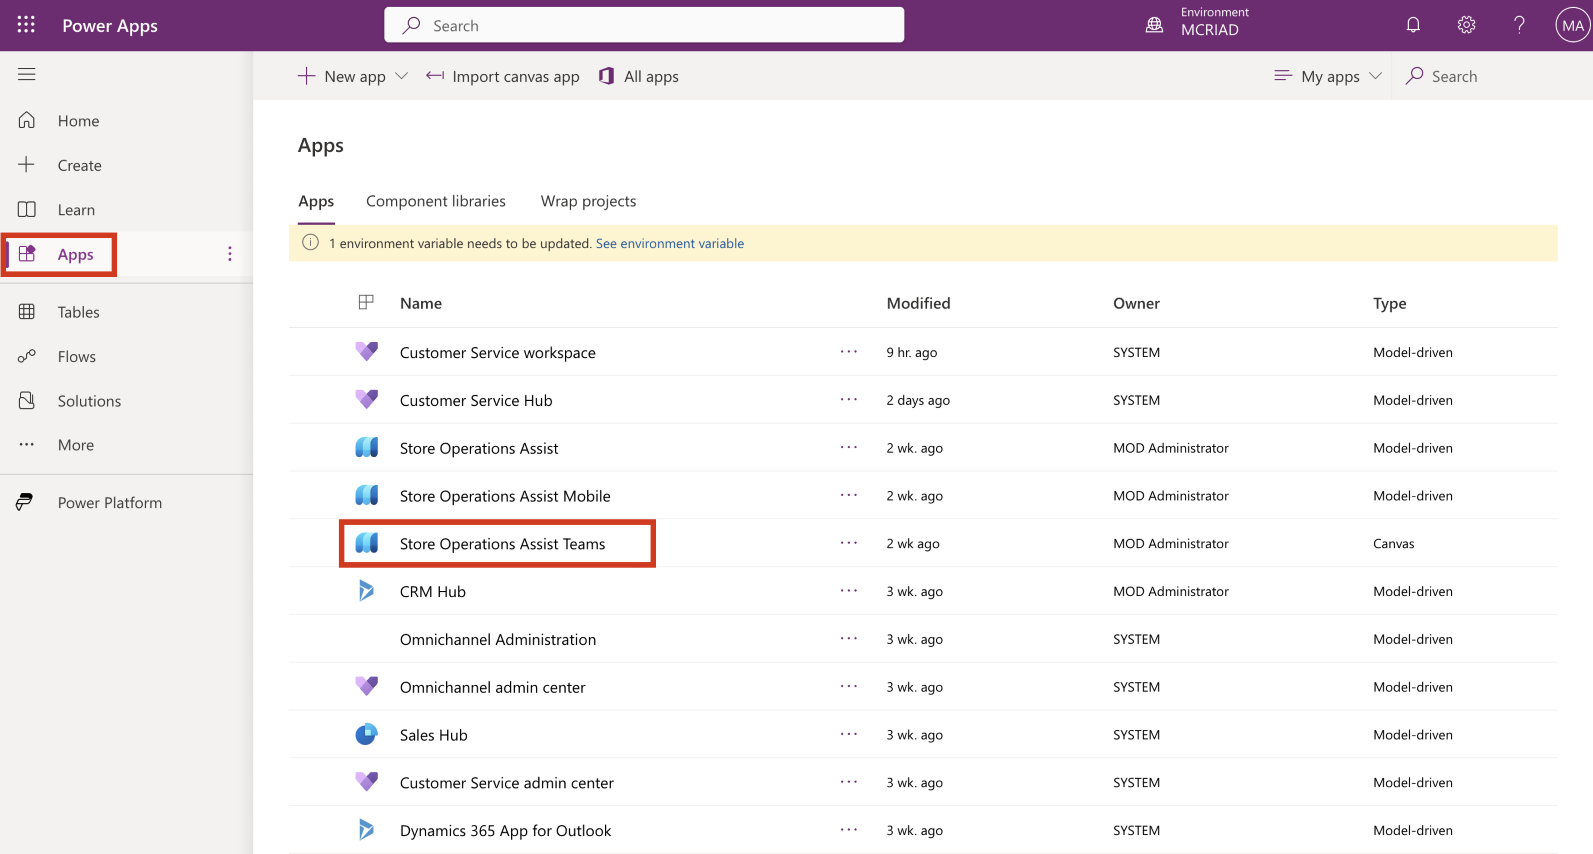 Power Apps
Search
Environment
MCRIAD
?
MA
New app
Import canvas app
All apps
My apps
Search
Home
Create
Learn
Apps
Tables
Flows
Solutions
More
Power Platform
Apps
Apps Component libraries Wrap projects
1 environment variable needs to be updated. See environment variable
Name Modified Owner Type
Customer Service workspace ... 9 hr. ago SYSTEM Model-driven
Customer Service Hub ... 2 days ago SYSTEM Model-driven
Store Operations Assist ... 2 wk. ago MOD Administrator Model-driven
Store Operations Assist Mobile ... 2 wk. ago MOD Administrator Model-driven
Store Operations Assist Teams ... 2 wk ago MOD Administrator Canvas
CRM Hub ... 3 wk. ago MOD Administrator Model-driven
Omnichannel Administration ... 3 wk. ago SYSTEM Model-driven
Omnichannel admin center ... 3 wk. ago SYSTEM Model-driven
Sales Hub ... 3 wk. ago SYSTEM Model-driven
Customer Service admin center ... 3 wk. ago SYSTEM Model-driven
Dynamics 365 App for Outlook ... 3 wk. ago SYSTEM Model-driven